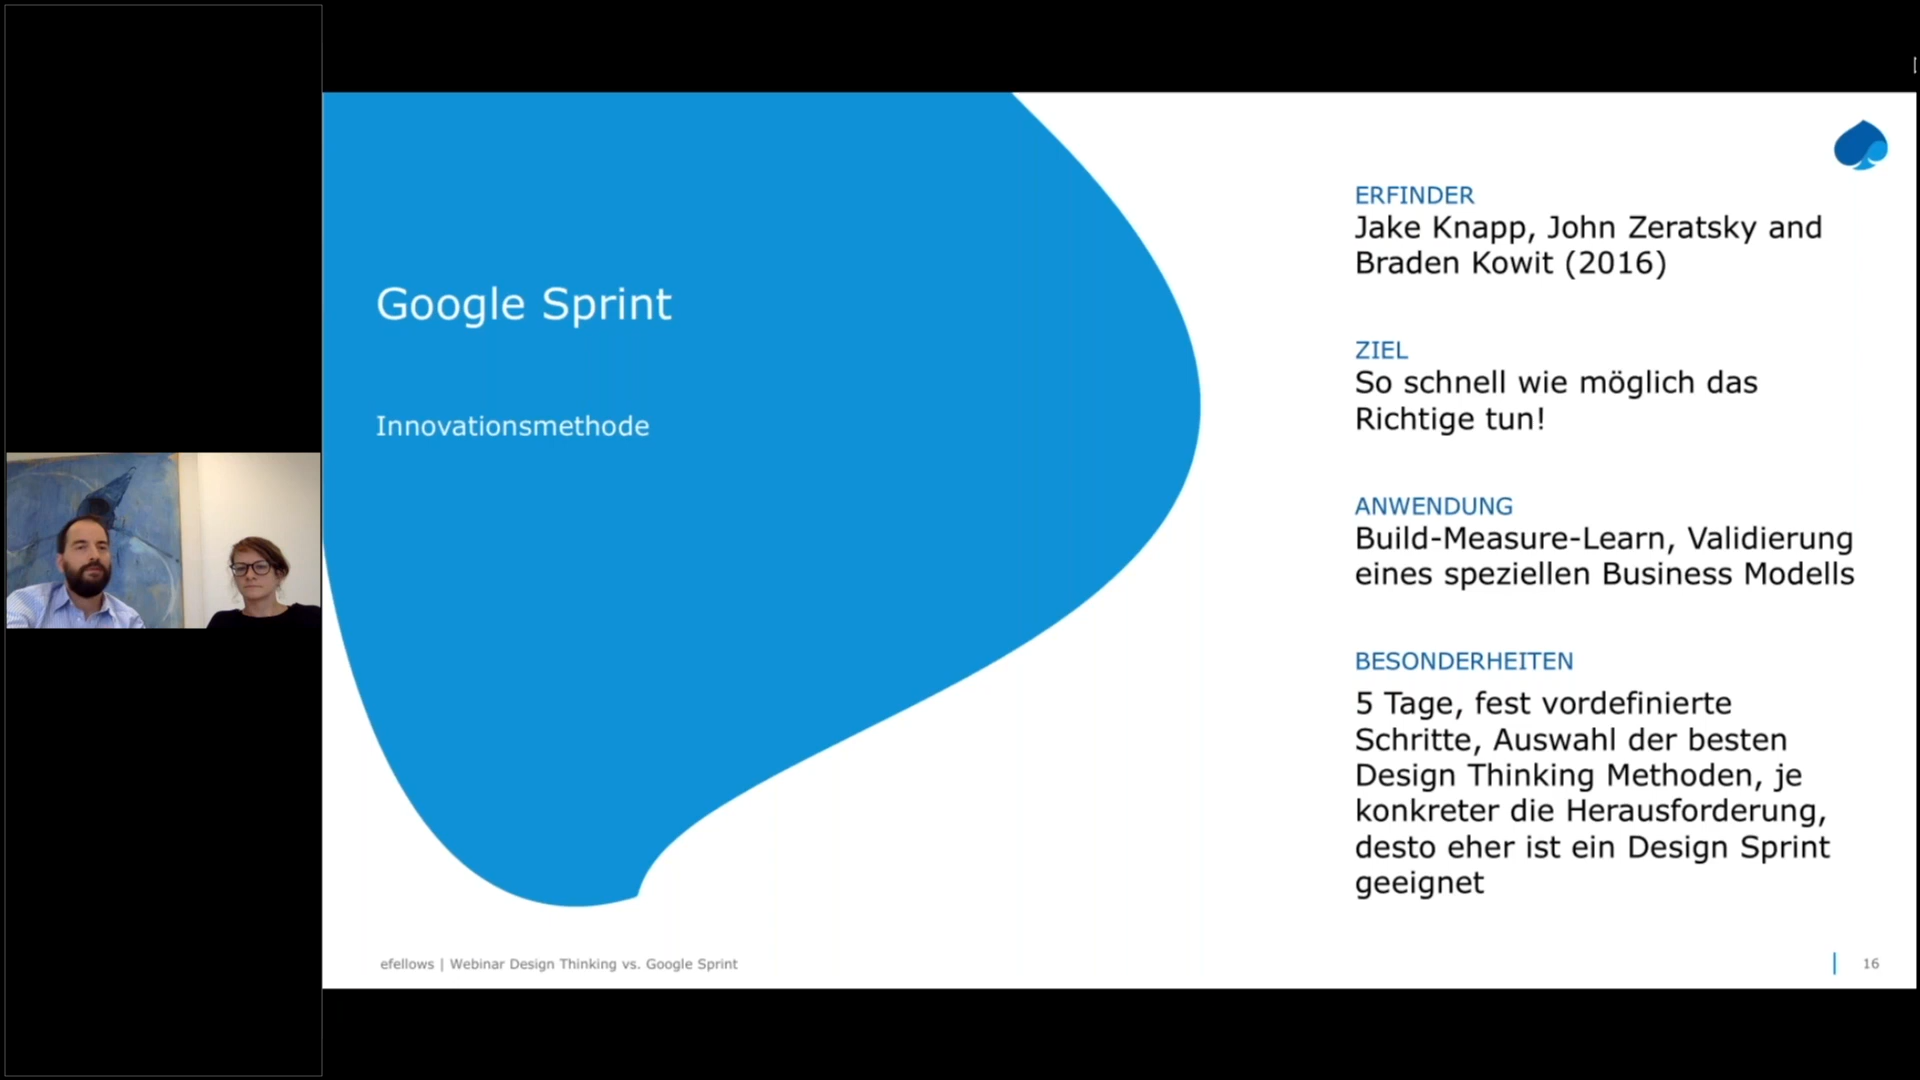 Google Sprint
Innovationsmethode
ERFINDER
Jake Knapp, John Zeratsky and
Braden Kowit (2016)
ZIEL
So schnell wie möglich das
Richtige tun!
ANWENDUNG
Build-Measure-Learn, Validierung
eines speziellen Business Modells
BESONDERHEITEN
5 Tage, fest vordefinierte
Schritte, Auswahl der besten
Design Thinking Methoden, je
konkreter die Herausforderung,
desto eher ist ein Design Sprint
geeignet
efellows | Webinar Design Thinking vs. Google Sprint
16